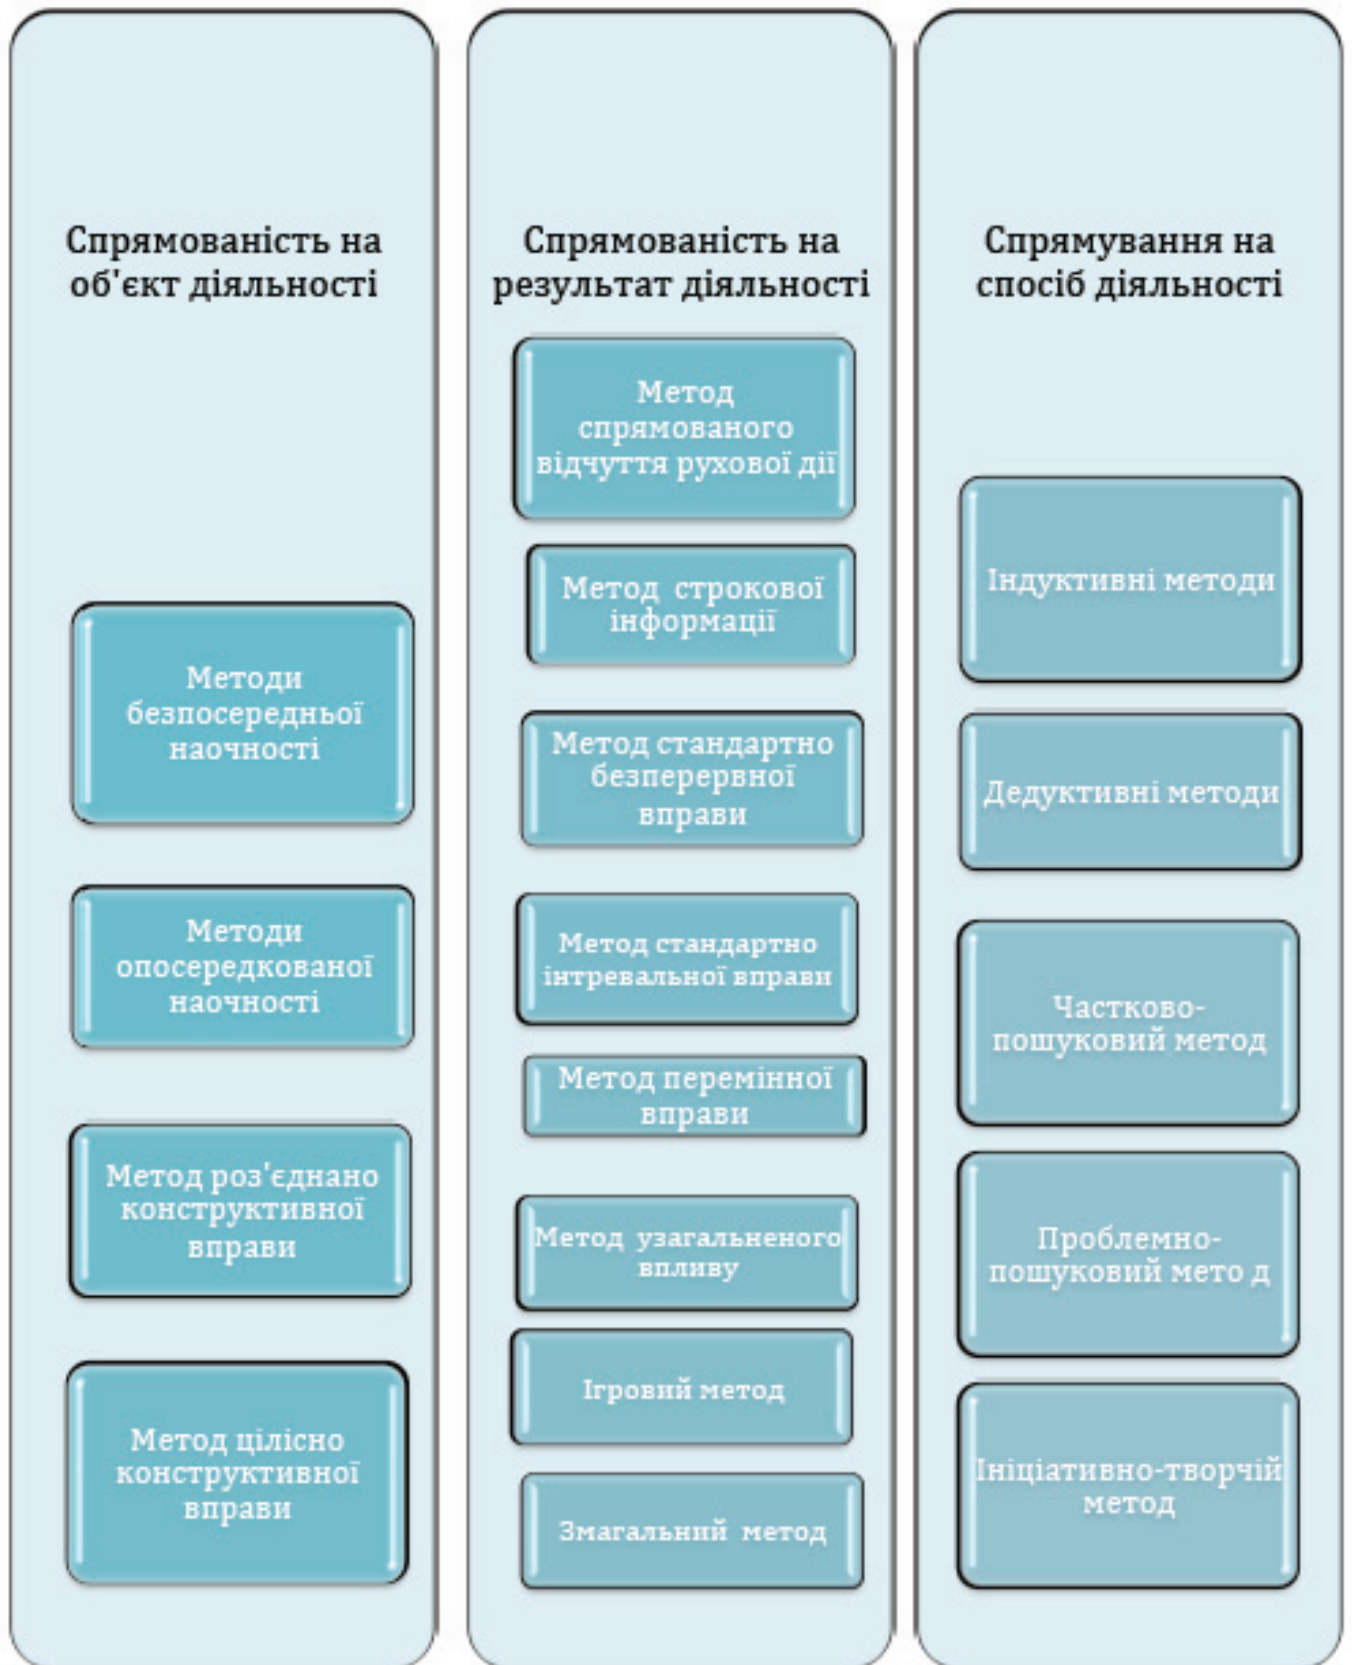 Спрямованість на
об'єкт діяльності
Методи
безпосередньої
наочності
Методи
опосередкованої
наочності
Метод роз'єднано
конструктивної
вправи
Метод цілісно
конструктивної
вправи
Спрямованість на
результат діяльності
Метод
спрямованого
відчуття рухової дії
Метод строкової
інформації
Метод стандартно
безперервної
вправи
Метод стандартно
інтревальної вправи
Метод перемінної
вправи
Метод узагальненого
впливу
Ігровий метод
Змагальний метод
Спрямування на
спосіб діяльності
Індуктивні методи
Дедуктивні методи
Частково-
пошуковий метод
Проблемно-
пошуковий мето д
Ініціативно-творчій
метод